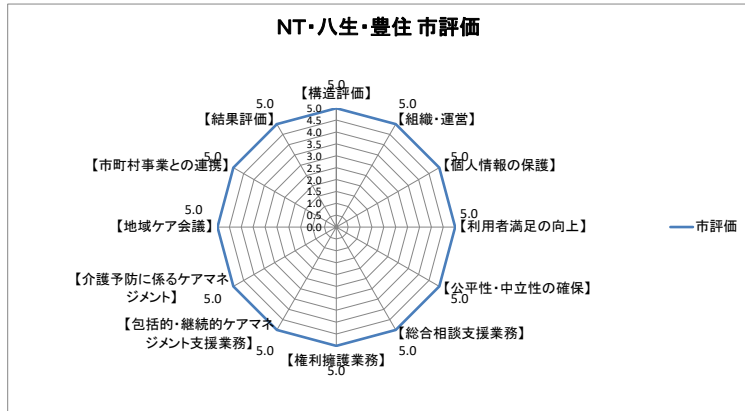 NT・八生・豊住 市評価
5.0
【構造評価】
5.0
【組織・運営】
5.0
【個人情報の保護】
5.0
【利用者満足の向上】
【公平性・中立性の確保】
5.0
【総合相談支援業務】
5.0
【権利擁護業務】
5.0
【包括的・継続的ケアマネ
ジメント支援業務】
5.0
【介護予防に係るケアマネ
ジメント】
5.0
【地域ケア会議】
5.0
【市町村事業との連携】
5.0
【結果評価】
5.0
5.0
4.5
4.0
3.5
3.0
2.5
2.0
1.5
1.0
0.5
0.0
市評価